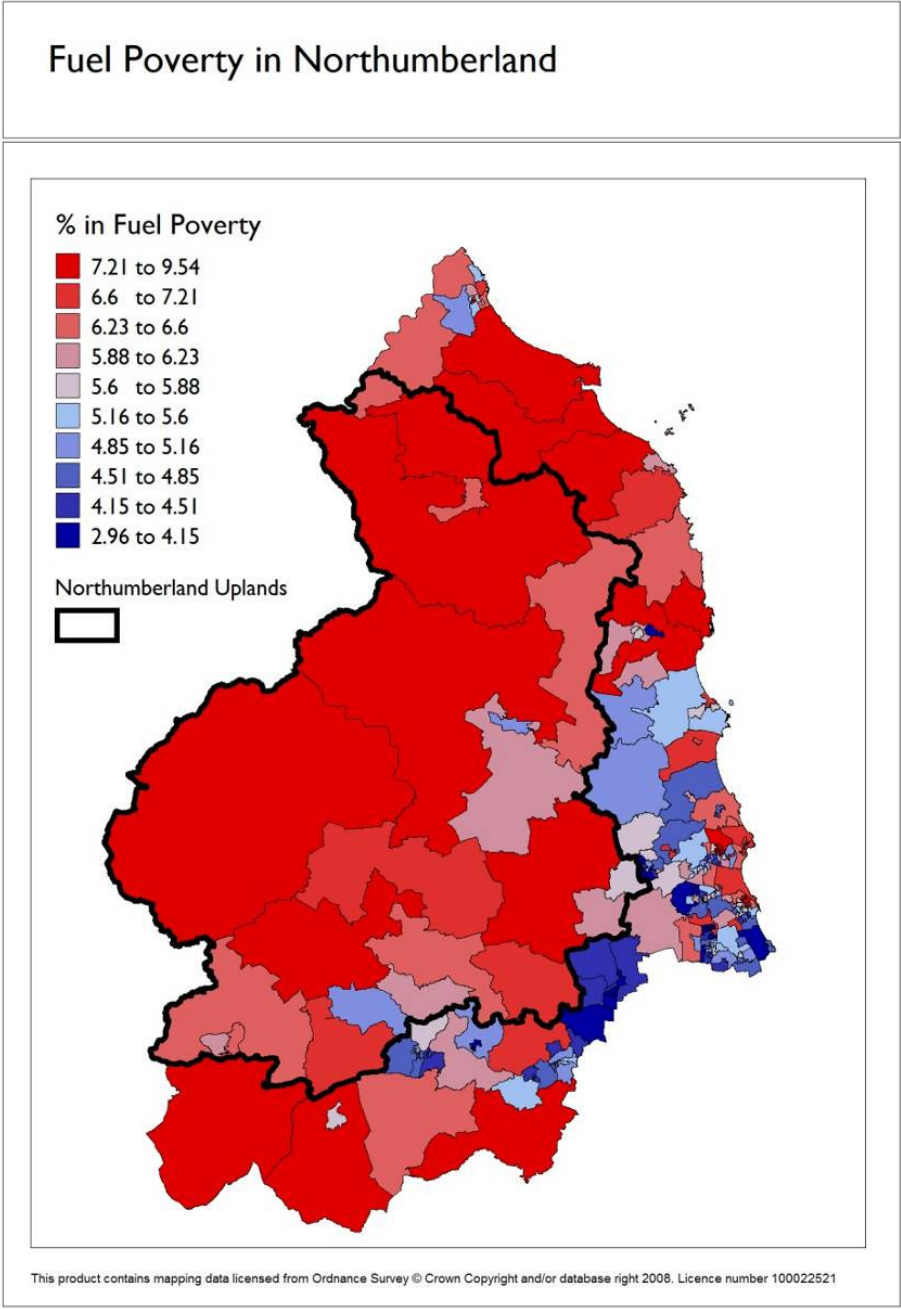 Fuel Poverty in Northumberland
% in Fuel Poverty
7.21 to 9.54
6.6 to 7.21
6.23 to 6.6
5.88 to 6.23
5.6 to 5.88
5.16 to 5.6
4.85 to 5.16
4.51 to 4.85
4.15 to 4.51
2.96 to 4.15
Northumberland Uplands
This product contains mapping data licensed from Ordnance Survey © Crown Copyright and/or database right 2008. Licence number 100022521